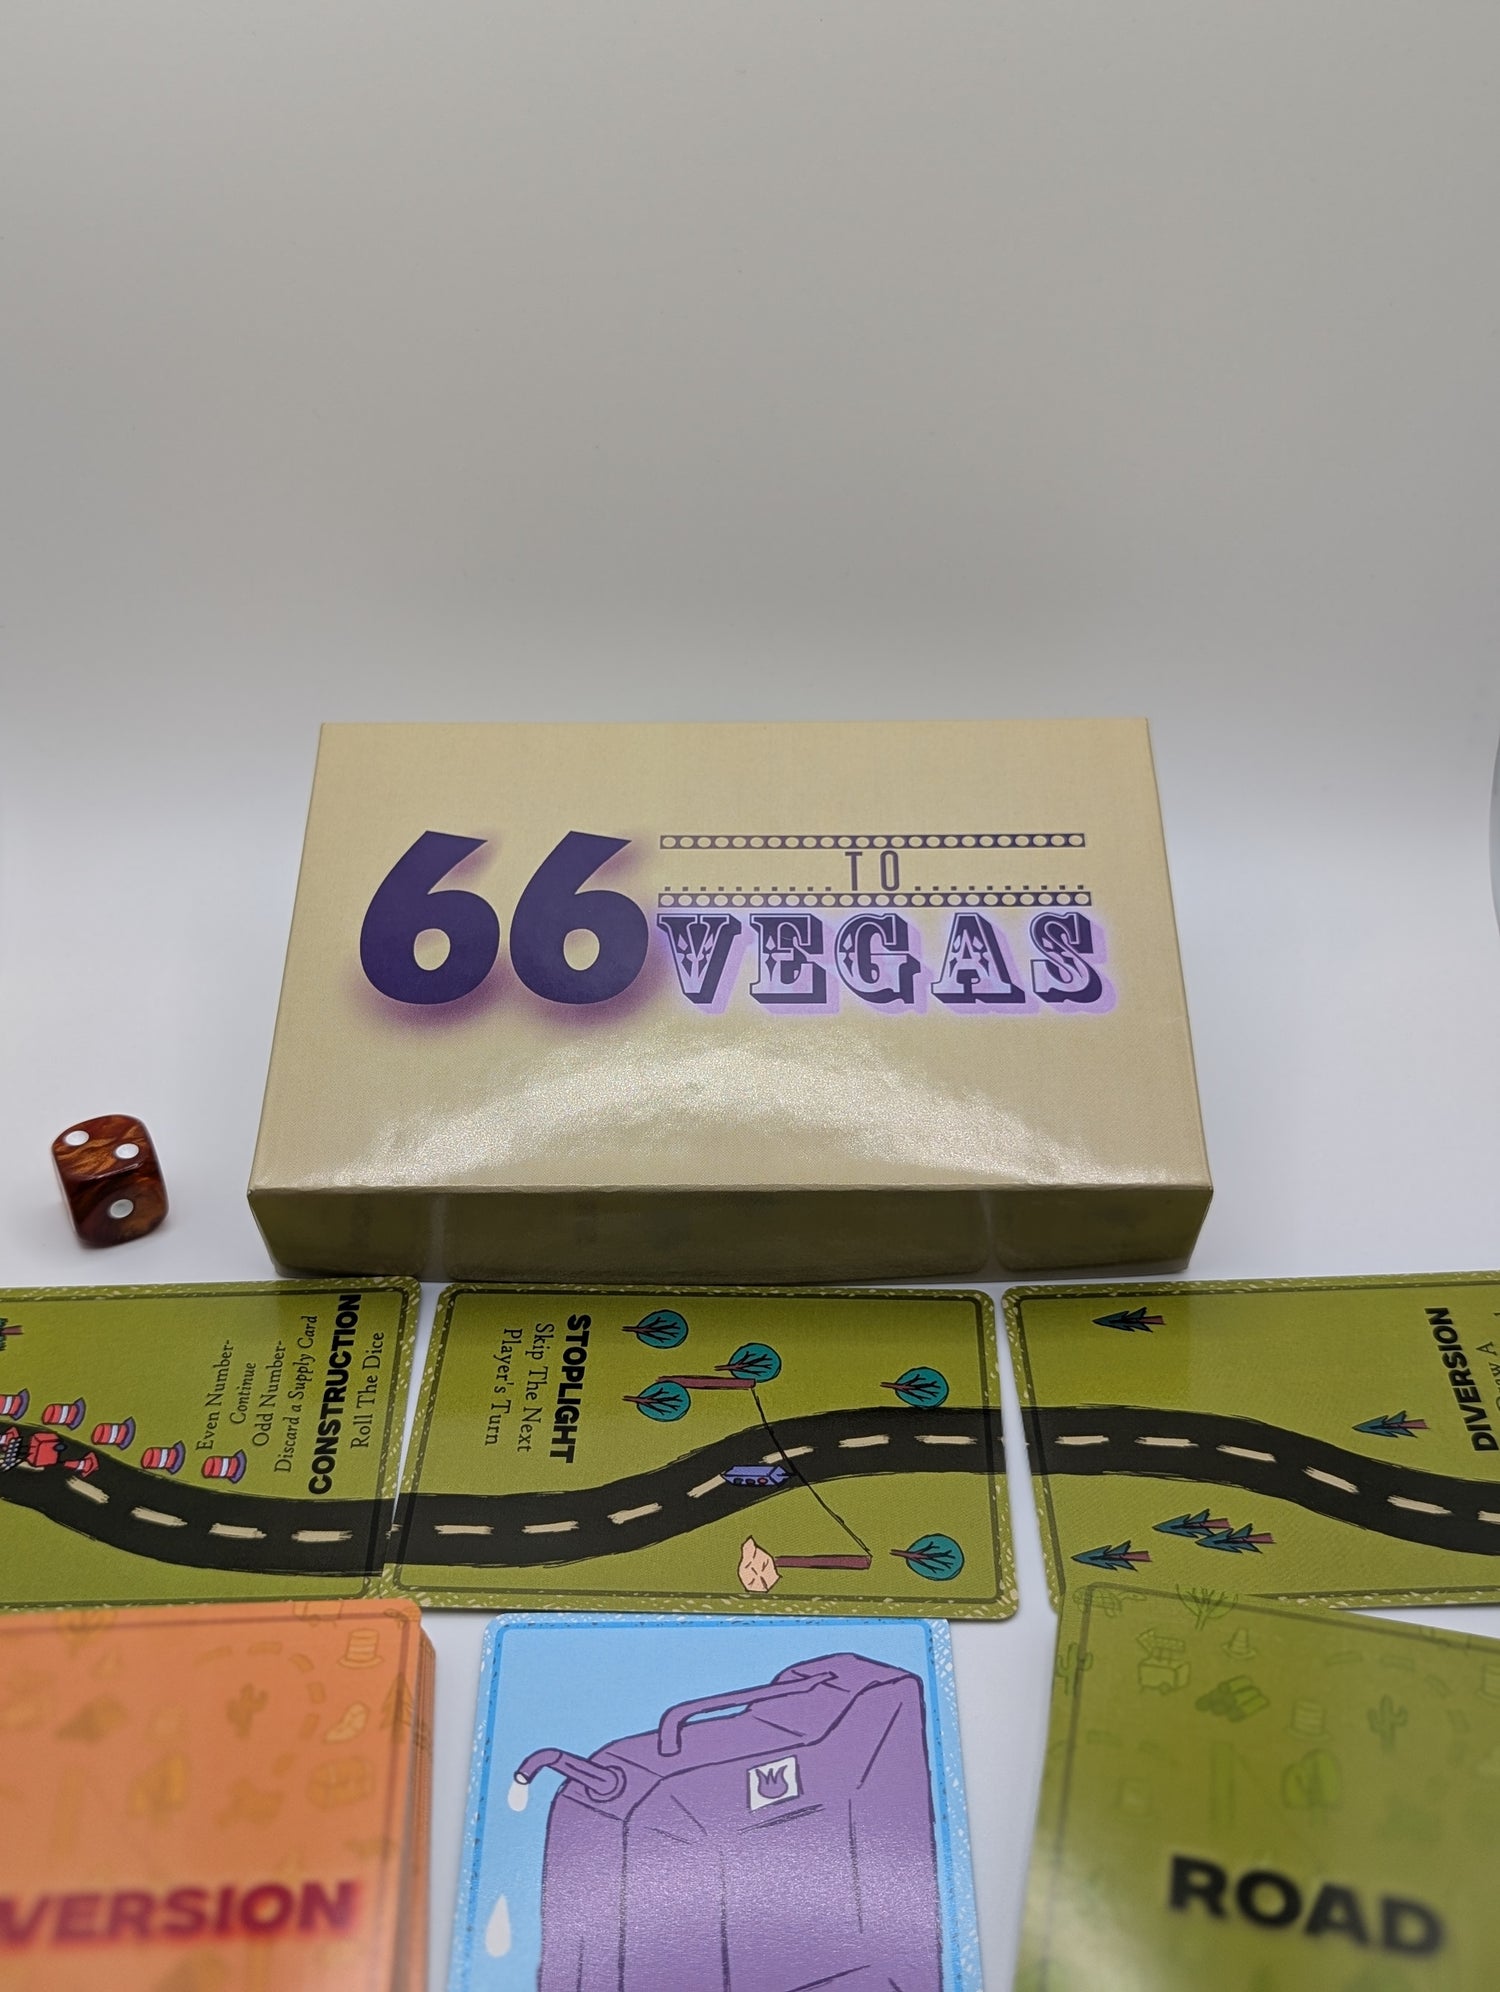 66
TO
VEGAS
CONSTRUCTION
Roll The Dice
Even Number-
Continue
Odd Number-
Discard a Supply Card
STOPLIGHT
Skip The Next
Player's Turn
DIVERSION
VERSION
ROAD